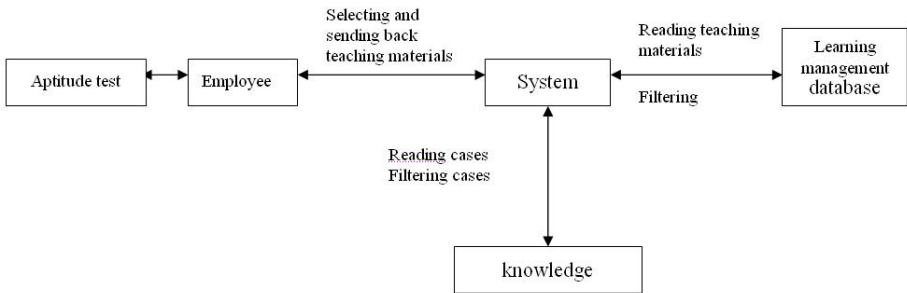 Selecting and
sending back
teaching materials
Reading teaching
materials
Learning
management
database
Aptitude test
Employee
System
Filtering
Reading cases
Filtering cases
knowledge